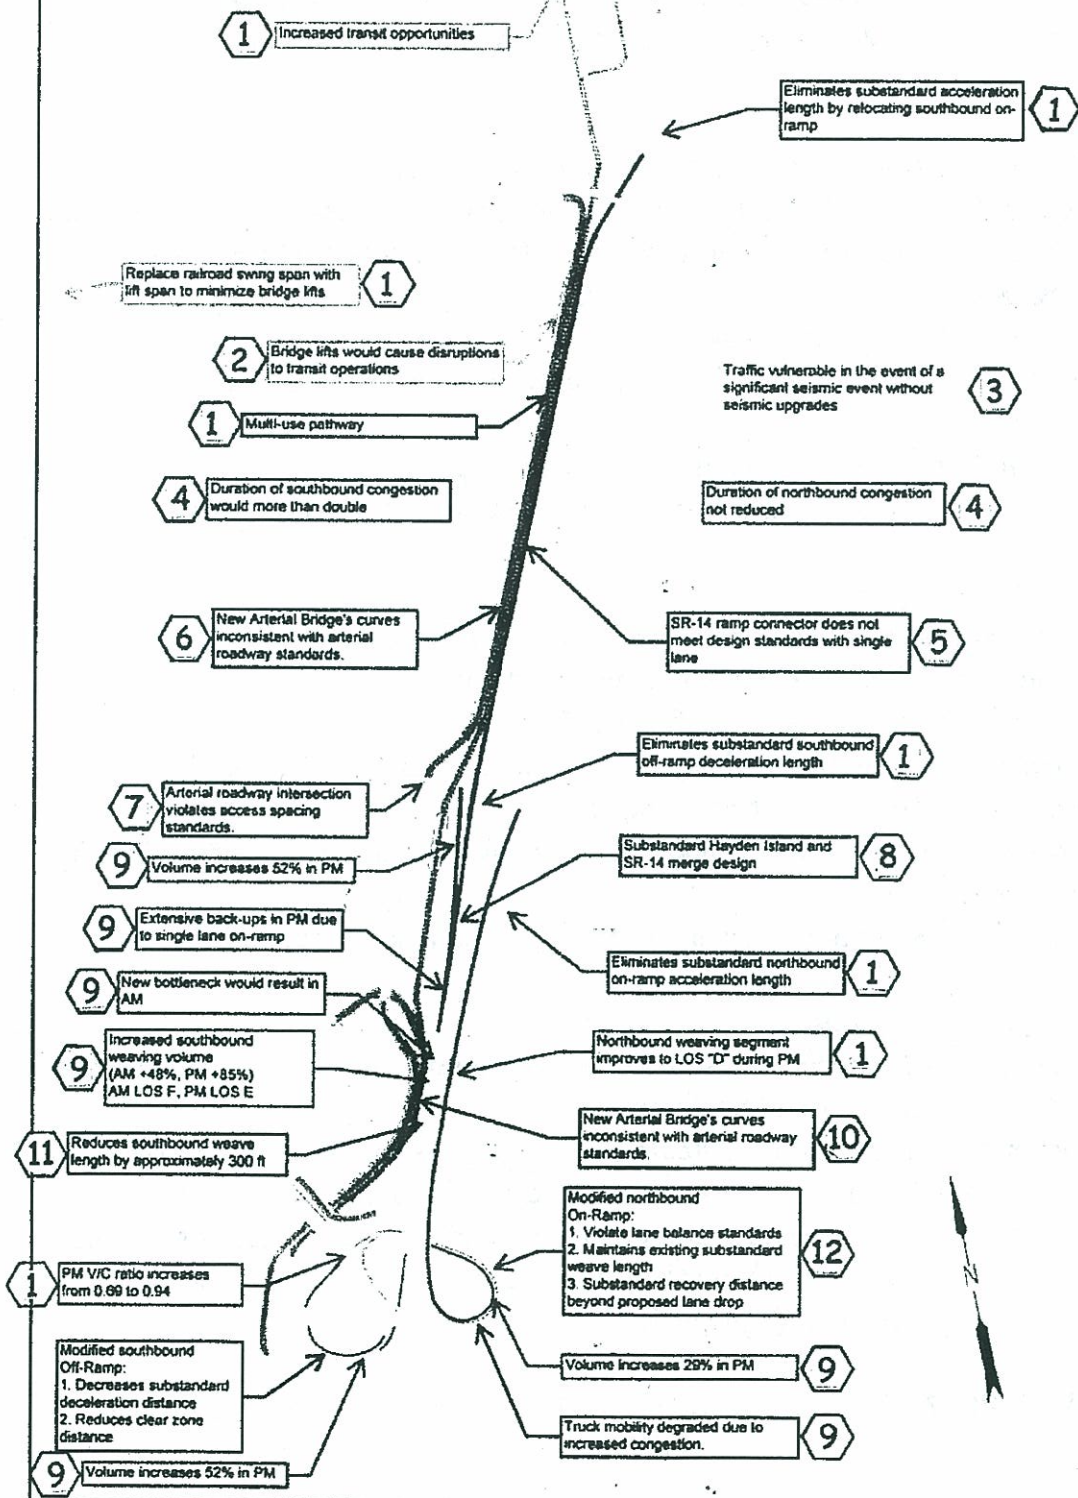 1
Increased transit opportunities
Eliminates substandard acceleration
length by relocating southbound on-
ramp
1
Replace railroad swing span with
lift span to minimize bridge lifts
1
2
Bridge lifts would cause disruptions
to transit operations
Traffic vulnerable in the event of a
significant seismic event without
seismic upgrades
3
1
Multi-use pathway
4
Duration of southbound congestion
would more than double
Duration of northbound congestion
not reduced
4
6
New Arterial Bridge's curves
inconsistent with arterial
roadway standards.
SR-14 ramp connector does not
meet design standards with single
lane
5
Eliminates substandard southbound
off-ramp deceleration length
1
7
Arterial roadway intersection
violates access spacing
standards.
9
Volume increases 52% in PM
Substandard Hayden Island and
SR-14 merge design
8
9
Extensive back-ups in PM due
to single lane on-ramp
Eliminates substandard northbound
on-ramp acceleration length
1
9
New bottleneck would result in
AM
9
Increased southbound
weaving volume
(AM +48%, PM +85%)
AM LOS F, PM LOS E
Northbound weaving segment
improves to LOS "D" during PM
1
New Arterial Bridge's curves
inconsistent with arterial roadway
standards.
10
11
Reduces southbound weave
length by approximately 300 ft
Modified northbound
On-Ramp:
1. Violate lane balance standards
2. Maintains existing substandard
weave length
3. Substandard recovery distance
beyond proposed lane drop
12
1
PM V/C ratio increases
from 0.69 to 0.94
N
Modified southbound
Off-Ramp:
1. Decreases substandard
deceleration distance
2. Reduces clear zone
distance
Volume increases 29% in PM
9
Truck mobility degraded due to
increased congestion.
9
9
Volume increases 52% in PM